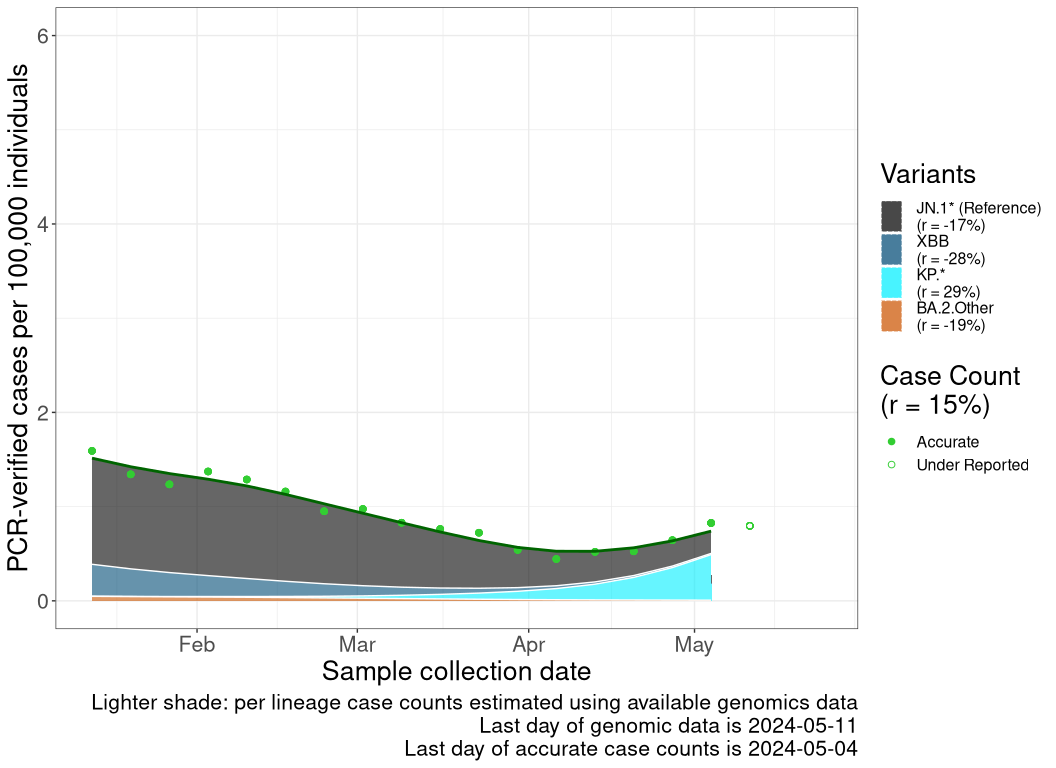 PCR-verified cases per 100,000 individuals
6
4
2
0
Feb
Mar
Apr
May
Sample collection date
Lighter shade: per lineage case counts estimated using available genomics data
Last day of genomic data is 2024-05-11
Last day of accurate case counts is 2024-05-04
Variants
JN.1* (Reference)
(r = -17%)
XBB
(r = -28%)
KP.*
(r = 29%)
BA.2.Other
(r = -19%)
Case Count
(r = 15%)
Accurate
Under Reported